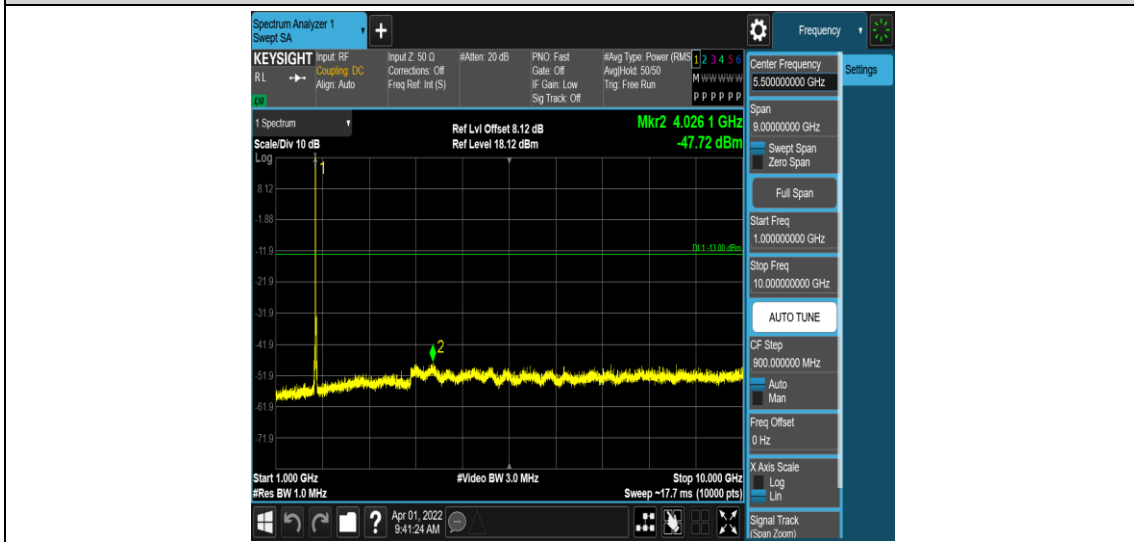 Spectrum Analyzer 1
Swept SA
+
Frequency
KEYSIGHT
RL
Input: RF
Coupling: DC
Align: Auto
Input Z: 50 Ω
Corrections: Off
Freq Ref: Int (S)
#Atten: 20 dB
PNO: Fast
Gate: Off
IF Gain: Low
Sig Track: Off
#Avg Type: Power (RMS
Avg|Hold: 50/50
Trig: Free Run
1 2 3 4 5 6
M W W W W W
P P P P P P
1 Spectrum
Scale/Div 10 dB
Ref Lvl Offset 8.12 dB
Ref Level 18.12 dBm
Mkr2 4.026 1 GHz
-47.72 dBm
Log
1
8.12
-1.88
-11.9
DL1 -13.00 dBm
-21.9
-31.9
-41.9
2
-51.9
-61.9
-71.9
Start 1.000 GHz
#Res BW 1.0 MHz
#Video BW 3.0 MHz
Stop 10.000 GHz
Sweep ~17.7 ms (10000 pts)
?
Apr 01, 2022
9:41:24 AM
Center Frequency
5.500000000 GHz
Settings
Span
9.00000000 GHz
Swept Span
Zero Span
Full Span
Start Freq
1.000000000 GHz
Stop Freq
10.000000000 GHz
AUTO TUNE
CF Step
900.000000 MHz
Auto
Man
Freq Offset
0 Hz
X Axis Scale
Log
Lin
Signal Track
(Span Zoom)